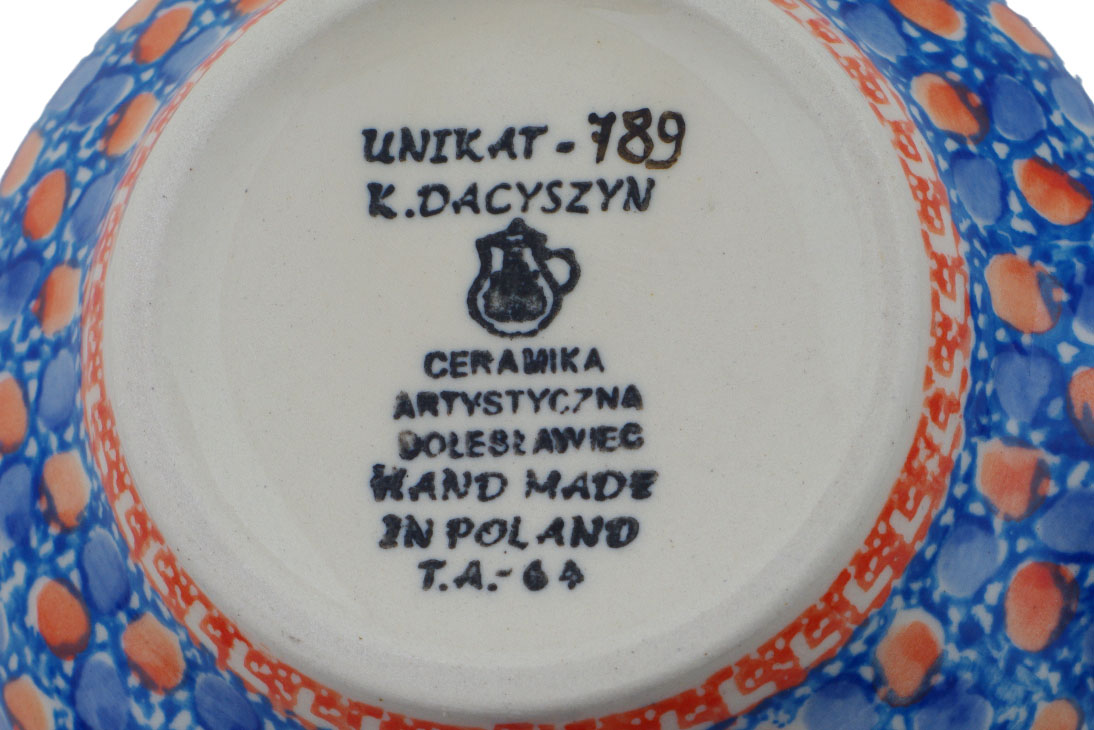 UNIKAT - 789
K. DACYSZYN
CERAMIKA
ARTYSTYCZNA
BOLESŁAWIEC
HAND MADE
IN POLAND
T.A.-64